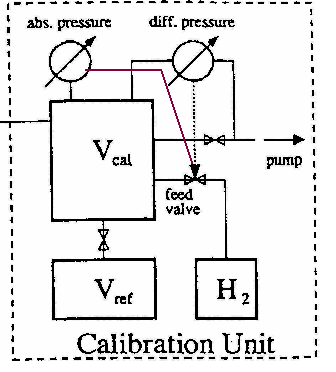 abs. pressure
diff. pressure
V cal
pump
feed
valve
V ref
H 2
Calibration Unit